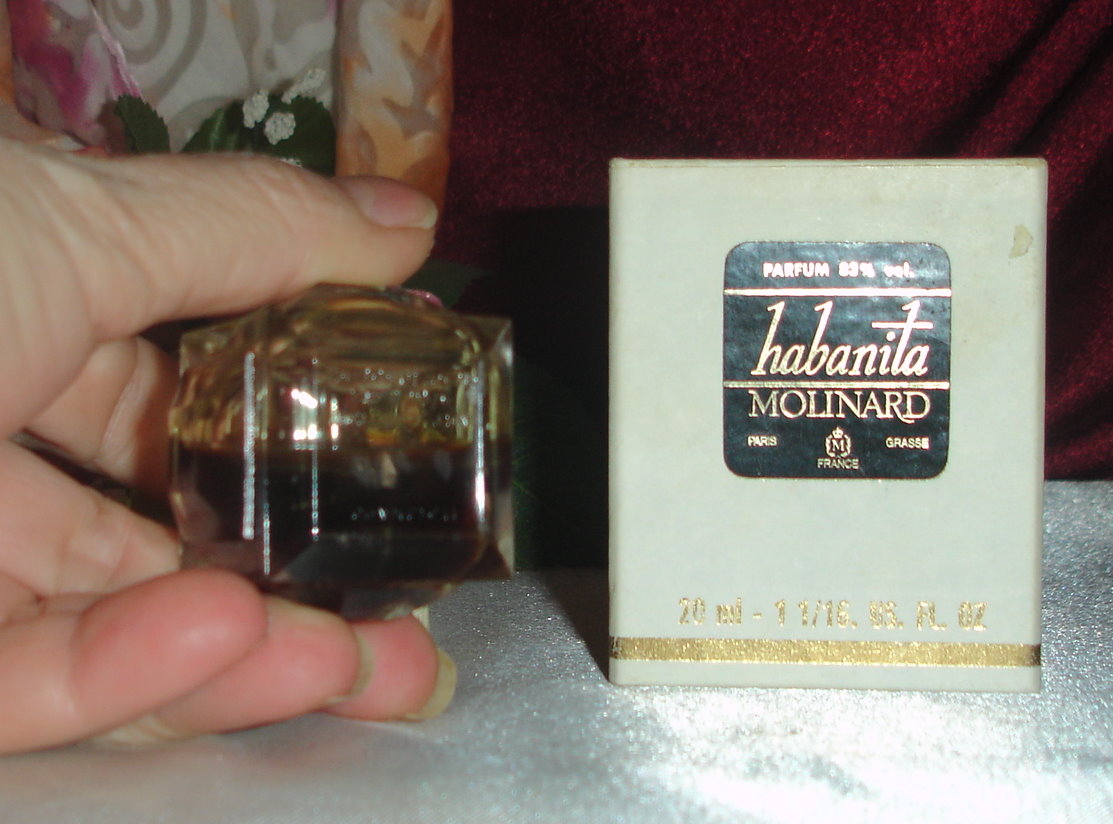 PARFUM 83% vol.
habanita
MOLINARD
PARIS GRASSE
M
FRANCE
20 ml - 1 1/16. US. FL. OZ